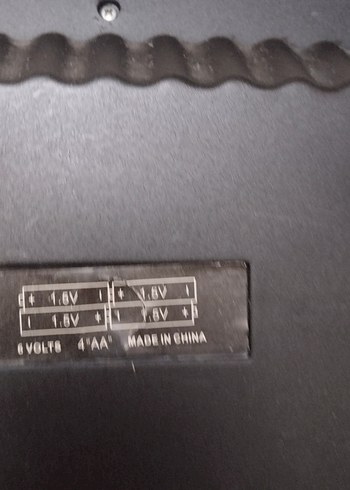 + 1.5V - + 1.5V -
- 1.5V + - 1.5V +
6 VOLTS 4"AA" MADE IN CHINA